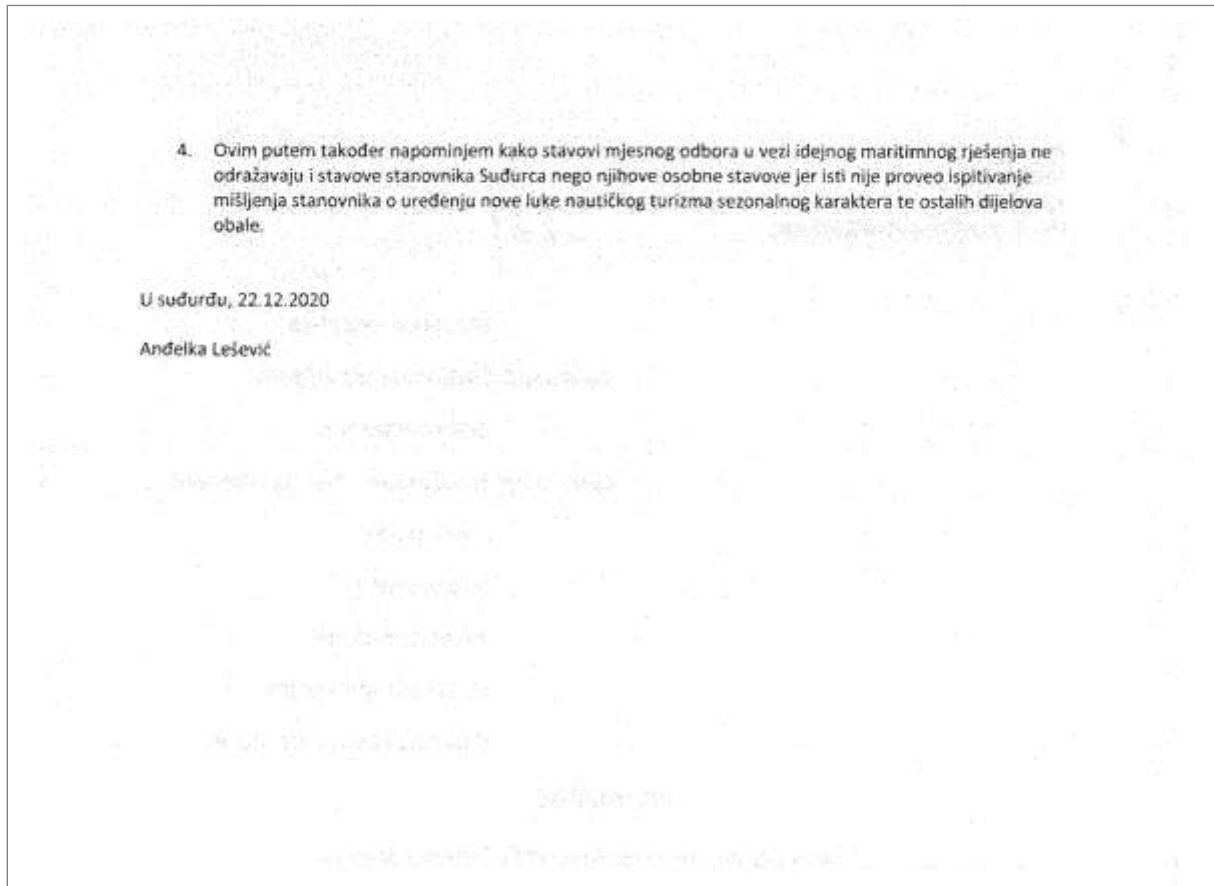 4. Ovim putem također napominjem kako stavovi mjesnog odbora u vezi idejnog maritimnog rješenja ne
odražavaju i stavove stanovnika Suđurca nego njihove osobne stavove jer isti nije proveo ispitivanje
mišljenja stanovnika o uređenju nove luke nautičkog turizma sezonalnog karaktera te ostalih dijelova
obale.
U suđurđu, 22.12.2020
Anđelka Lešević